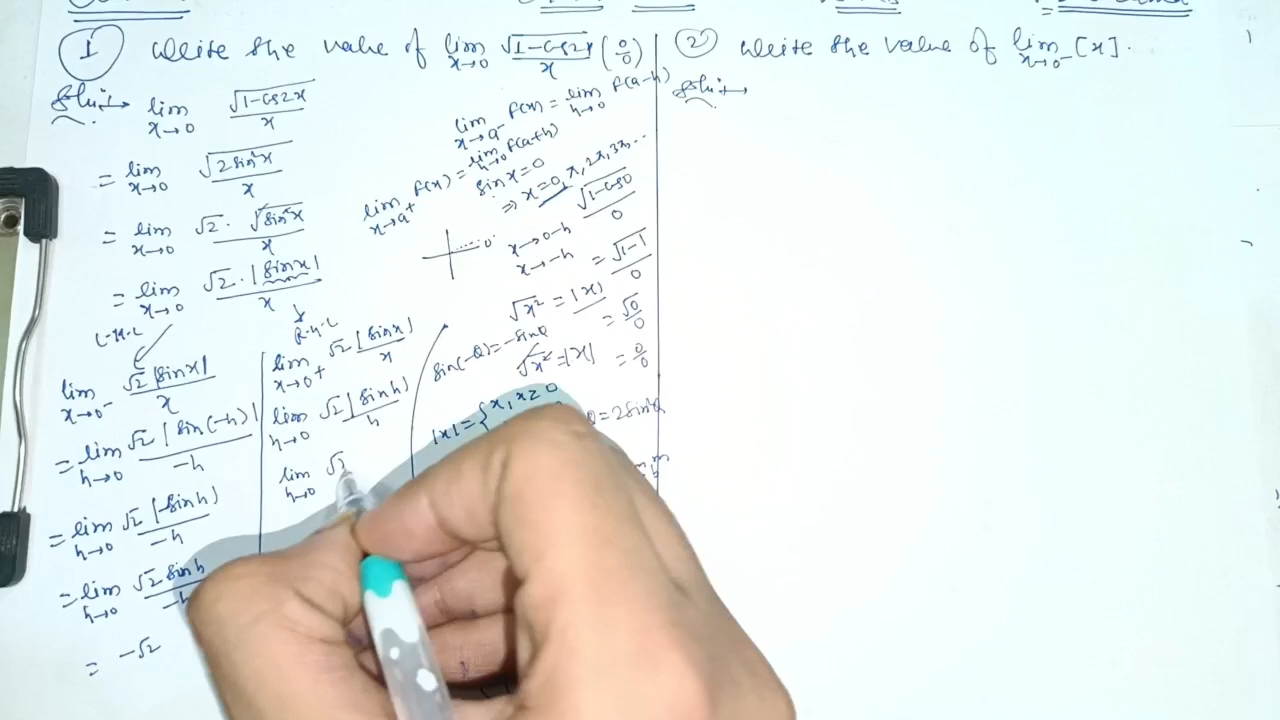 1 Write the value of lim x→0 √1-cos2x / x (0/0)
Soln:→ lim x→0 √1-cos2x / x
= lim x→0 √2sin²x / x
= lim x→0 √2 · √sin²x / x
= lim x→0 √2 · |sinx| / x
L-H-L
lim x→0- √2 |sinx| / x
= lim h→0 √2 |sin(-h)| / -h
= lim h→0 √2 |-sinh| / -h
= lim h→0 √2 sinh / -h
= -√2
R-H-L
lim x→0+ √2 |sinx| / x
lim h→0 √2 |sinh| / h
lim h→0 √2
lim x→a- f(x) = lim h→0 f(a-h)
lim x→a+ f(x) = lim h→0 f(a+h)
sinx=0
⇒ x=0, π, 2π, 3π...
x→0-h
x→-h
√1-cos0 / 0
= √1-1 / 0
= √0 / 0
= 0/0
√x² = |x|
sin(-θ) = -sinθ
√x² = |x|
|x| = { x, x≥0
θ = 2sin²θ
2 Write the value of lim x→0- [x].
Soln:→